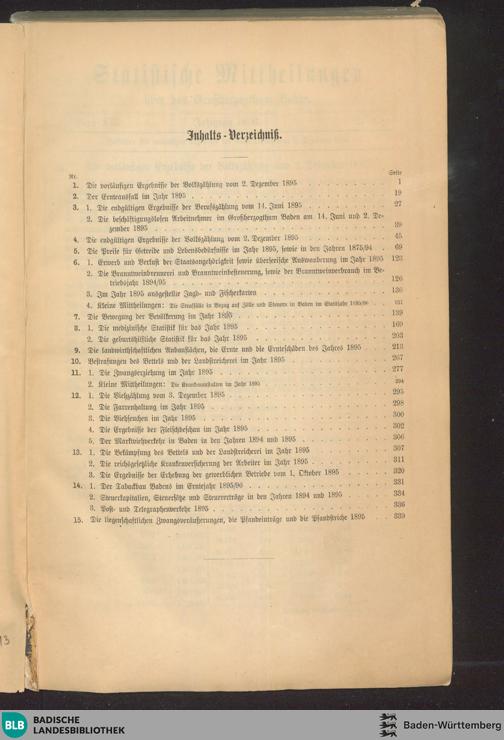 Inhalts-Verzeichniß.
Nr. Seite
1. Die vorläufigen Ergebnisse der Volkszählung vom 2. Dezember 1895 1
2. Der Ernteausfall im Jahr 1895 19
3. 1. Die endgültigen Ergebnisse der Berufszählung vom 14. Juni 1895 27
2. Die beschäftigungslosen Arbeitnehmer im Großherzogthum Baden am 14. Juni und 2. De-
zember 1895 39
4. Die endgültigen Ergebnisse der Volkszählung vom 2. Dezember 1895 45
5. Die Preise für Getreide und Lebensbedürfnisse im Jahr 1895, sowie in den Jahren 1875/94 69
6. 1. Erwerb und Verlust der Staatsangehörigkeit sowie überseeische Auswanderung im Jahr 1895 123
2. Die Branntweinbrennerei und Branntweinbesteuerung, sowie der Branntweinverbrauch im Be-
triebsjahr 1894/95 126
3. Im Jahr 1895 ausgestellte Jagd- und Fischerkarten 130
4. Kleine Mittheilungen: Die Straffälle in Bezug auf Zölle und Steuern in Baden im Etatsjahr 1895/96 131
7. Die Bewegung der Bevölkerung im Jahr 1895 139
8. 1. Die medizinische Statistik für das Jahr 1895 169
2. Die geburtshilfliche Statistik für das Jahr 1895 203
9. Die landwirthschaftlichen Anbauflächen, die Ernte und die Ernteschäden des Jahres 1895 213
10. Bestrafungen des Bettels und der Landstreicherei im Jahr 1895 267
11. 1. Die Zwangserziehung im Jahr 1895 277
2. Kleine Mittheilungen: Die Krankenanstalten im Jahr 1895 294
12. 1. Die Viehzählung vom 3. Dezember 1895 295
2. Die Farrenhaltung im Jahr 1895 298
3. Die Viehseuchen im Jahr 1895 300
4. Die Ergebnisse der Fleischbeschau im Jahr 1895 302
5. Der Marktviehverkehr in Baden in den Jahren 1894 und 1895 306
13. 1. Die Bekämpfung des Bettels und der Landstreicherei im Jahr 1895 307
2. Die reichsgesetzliche Krankenversicherung der Arbeiter im Jahr 1895 311
3. Die Ergebnisse der Erhebung der gewerblichen Betriebe vom 1. Oktober 1895 320
14. 1. Der Tabakbau Badens im Erntejahr 1895/96 331
2. Steuerkapitalien, Steuersätze und Steuererträge in den Jahren 1894 und 1895 334
3. Post- und Telegraphenverkehr 1895 336
15. Die liegenschaftlichen Zwangsveräußerungen, die Pfandeinträge und die Pfandstriche 1895 339
BLB BADISCHE
LANDESBIBLIOTHEK
Baden-Württemberg